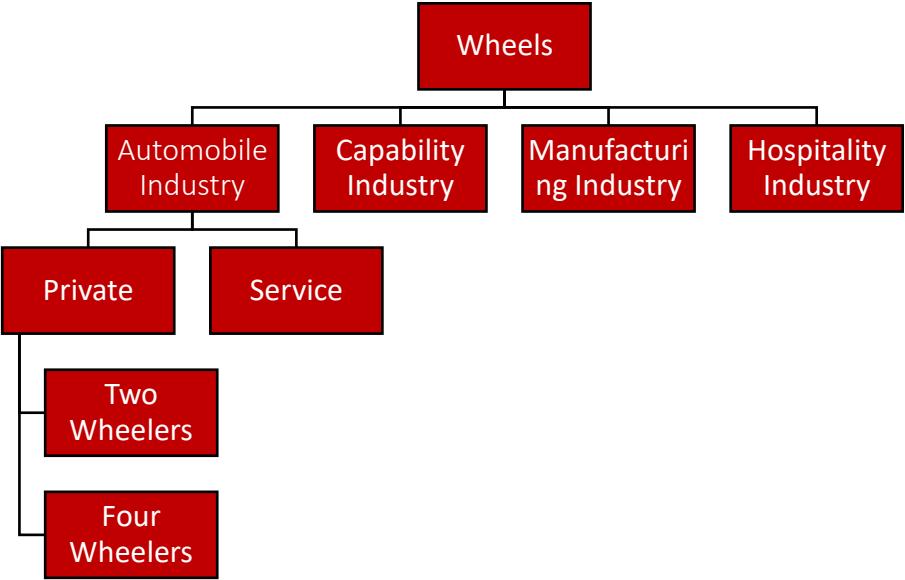 Wheels
Automobile
Industry
Capability
Industry
Manufacturi
ng Industry
Hospitality
Industry
Private
Service
Two
Wheelers
Four
Wheelers